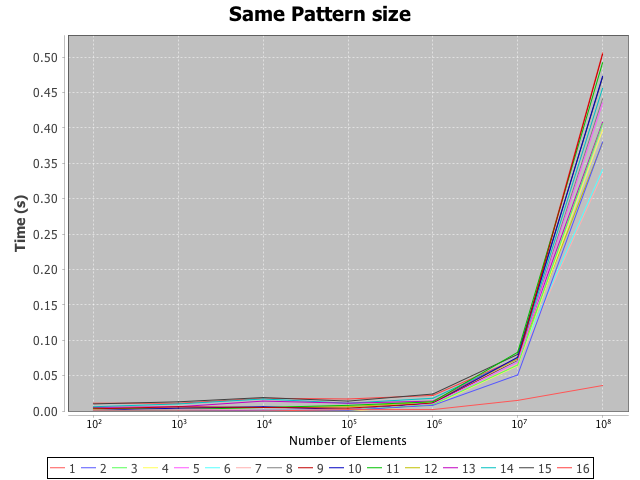 Same Pattern size
Time (s)
0.50
0.45
0.40
0.35
0.30
0.25
0.20
0.15
0.10
0.05
0.00
10² 10³ 10⁴ 10⁵ 10⁶ 10⁷ 10⁸
Number of Elements
1 2 3 4 5 6 7 8 9 10 11 12 13 14 15 16